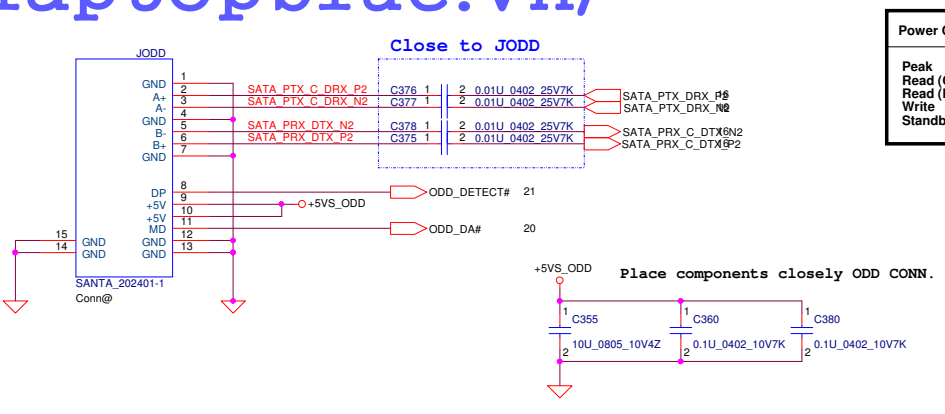 laptopblue.vn/
Close to JODD
Power
Peak
Read
Read
Write
Standb
JODD
GND 1
A+ 2 SATA_PTX_C_DRX_P2 C376 1 2 0.01U_0402_25V7K SATA_PTX_DRX_P2
A- 3 SATA_PTX_C_DRX_N2 C377 1 2 0.01U_0402_25V7K SATA_PTX_DRX_N2
GND 4
B- 5 SATA_PRX_DTX_N2 C378 1 2 0.01U_0402_25V7K SATA_PRX_C_DTX_N2
B+ 6 SATA_PRX_DTX_P2 C375 1 2 0.01U_0402_25V7K SATA_PRX_C_DTX_P2
GND 7
DP 8 ODD_DETECT# 21
+5V 9 +5VS_ODD
+5V 10
MD 11 ODD_DA# 20
15 GND GND 12
14 GND GND 13
SANTA_202401-1
Conn@
+5VS_ODD Place components closely ODD CONN.
1 C355 1 C360 1 C380
10U_0805_10V4Z 0.1U_0402_10V7K 0.1U_0402_10V7K
2 2 2